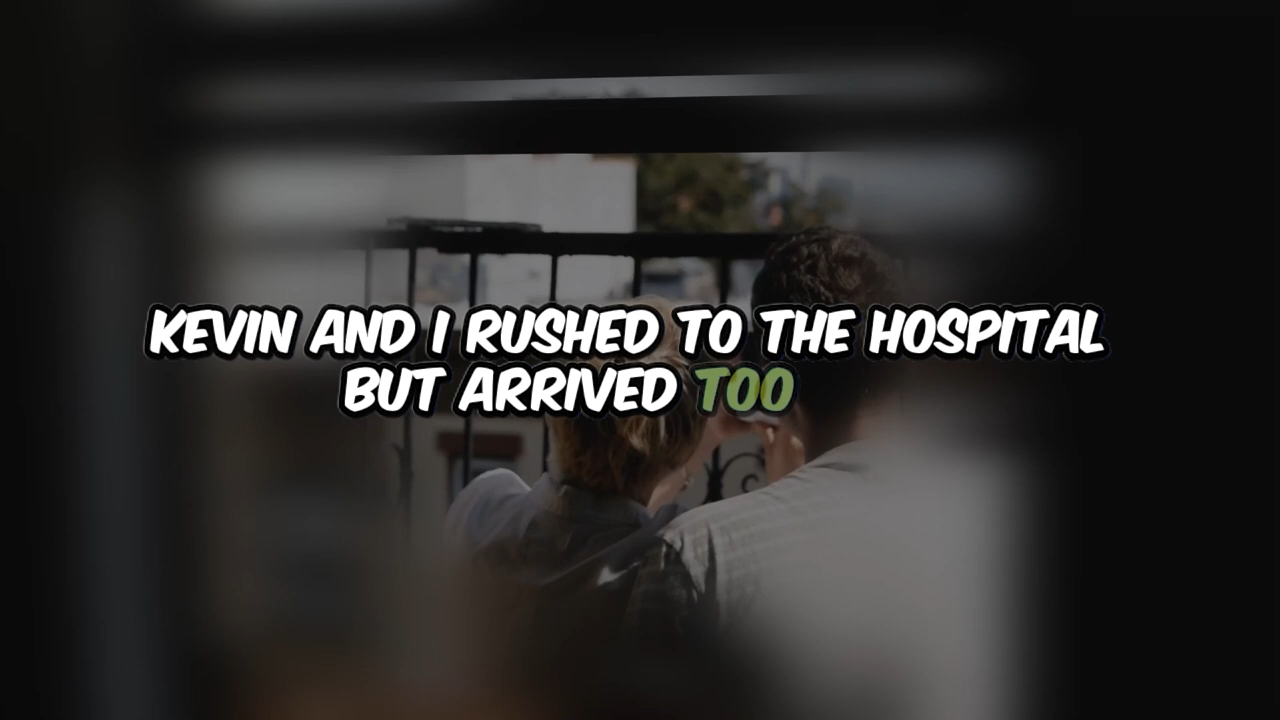 KEVIN AND I RUSHED TO THE HOSPITAL
BUT ARRIVED TOO